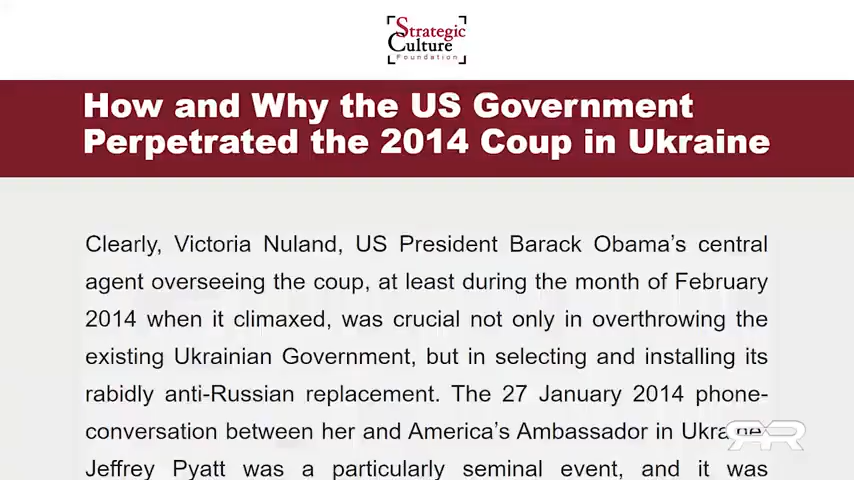 Strategic
Culture
Foundation
How and Why the US Government
Perpetrated the 2014 Coup in Ukraine
Clearly, Victoria Nuland, US President Barack Obama's central
agent overseeing the coup, at least during the month of February
2014 when it climaxed, was crucial not only in overthrowing the
existing Ukrainian Government, but in selecting and installing its
rabidly anti-Russian replacement. The 27 January 2014 phone-
conversation between her and America's Ambassador in Ukraine
Jeffrey Pyatt was a particularly seminal event, and it was